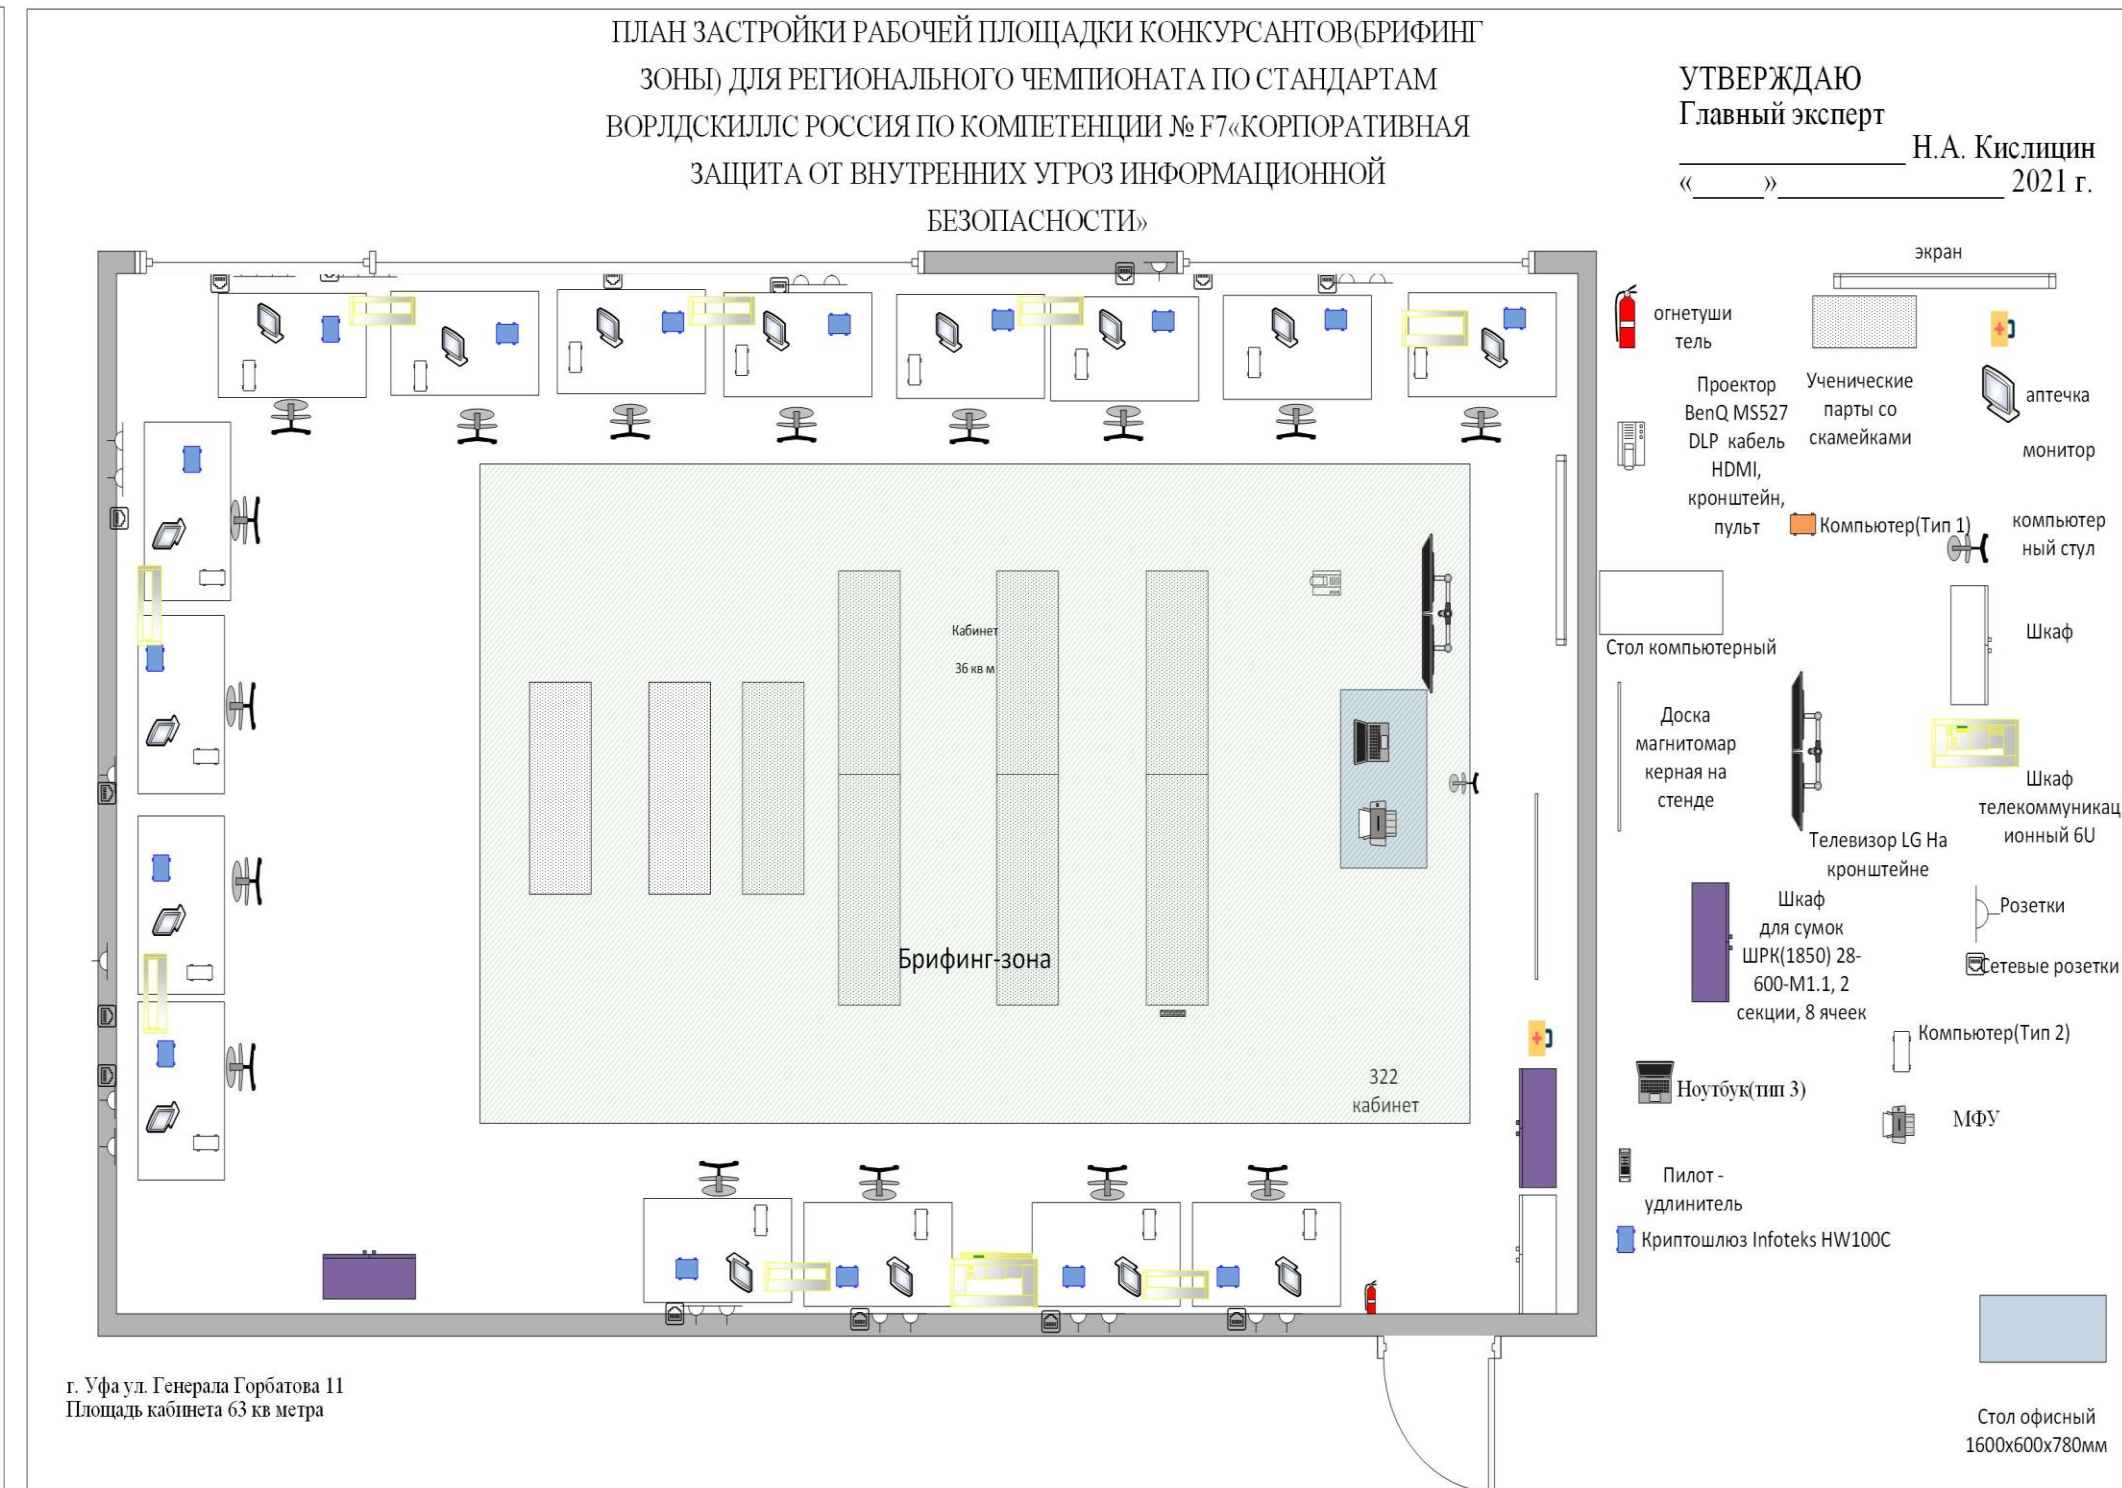 ПЛАН ЗАСТРОЙКИ РАБОЧЕЙ ПЛОЩАДКИ КОНКУРСАНТОВ(БРИФИНГ
ЗОНЫ) ДЛЯ РЕГИОНАЛЬНОГО ЧЕМПИОНАТА ПО СТАНДАРТАМ
ВОРЛДСКИЛЛС РОССИЯ ПО КОМПЕТЕНЦИИ № F7«КОРПОРАТИВНАЯ
ЗАЩИТА ОТ ВНУТРЕННИХ УГРОЗ ИНФОРМАЦИОННОЙ
БЕЗОПАСНОСТИ»
УТВЕРЖДАЮ
Главный эксперт
________________ Н.А. Кислицин
«_____»________________ 2021 г.
экран
огнетуши
тель
Проектор
BenQ MS527
DLP кабель
HDMI,
кронштейн,
пульт
Ученические
парты со
скамейками
аптечка
монитор
Компьютер(Тип 1)
компьютер
ный стул
Стол компьютерный
Шкаф
Доска
магнитомар
керная на
стенде
Телевизор LG На
кронштейне
Шкаф
телекоммуникац
ионный 6U
Шкаф
для сумок
ШРК(1850) 28-
600-М1.1, 2
секции, 8 ячеек
Розетки
Сетевые розетки
Компьютер(Тип 2)
Ноутбук(тип 3)
МФУ
Пилот -
удлинитель
Криптошлюз Infoteks HW100C
Стол офисный
1600х600х780мм
Кабинет
36 кв м
Брифинг-зона
322
кабинет
г. Уфа ул. Генерала Горбатова 11
Площадь кабинета 63 кв метра